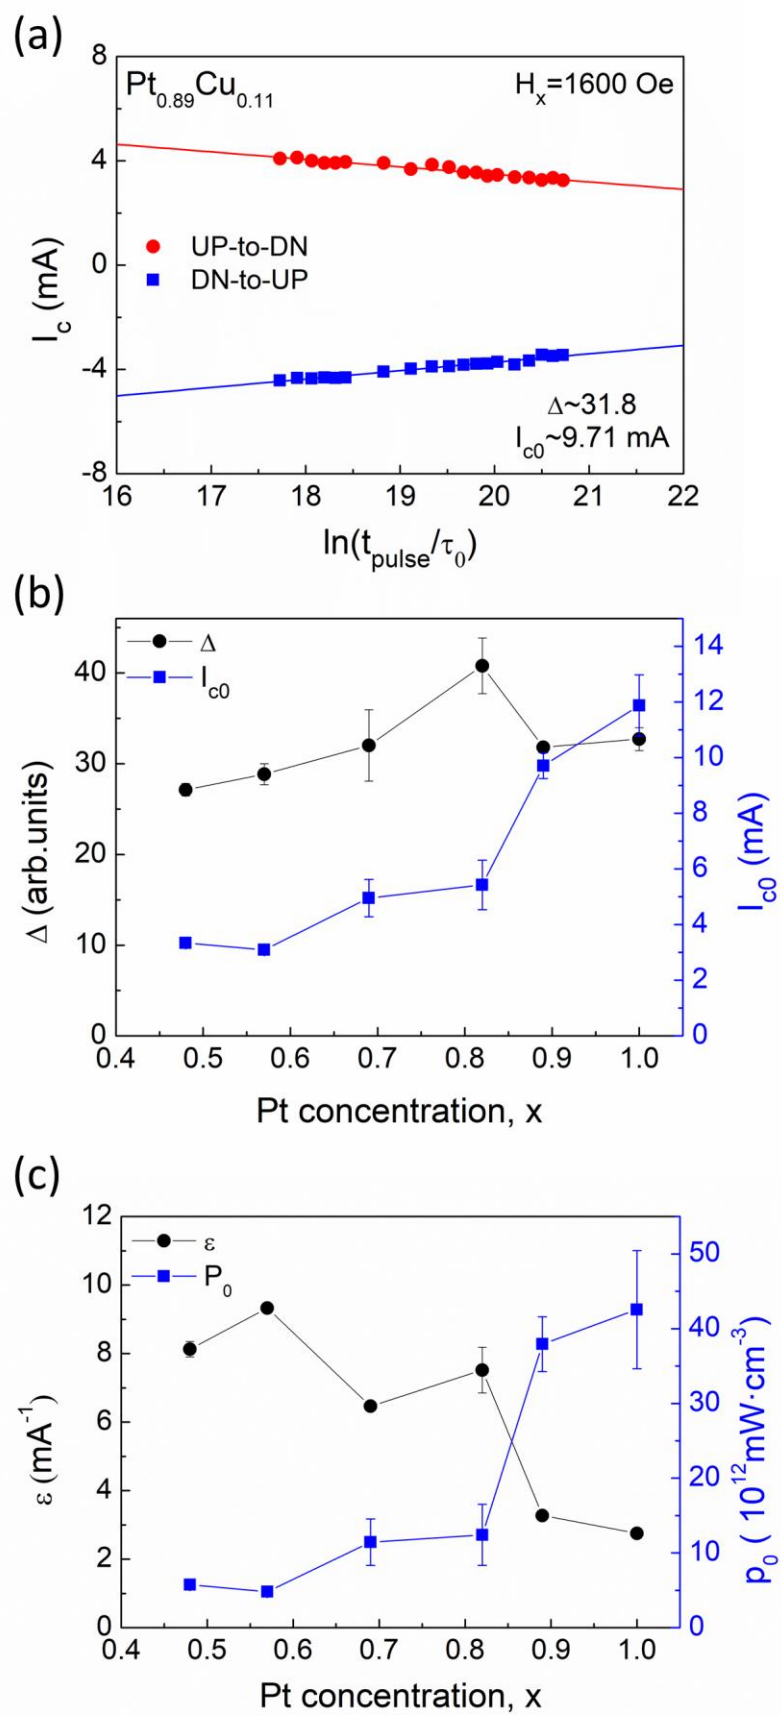 (a)
Pt0.89Cu0.11
Hx=1600 Oe
8
4
0
-4
-8
Ic (mA)
UP-to-DN
DN-to-UP
Δ~31.8
Ic0~9.71 mA
16 17 18 19 20 21 22
ln(tpulse/τ0)
(b)
Δ
Ic0
40
30
20
10
0
Δ (arb.units)
14
12
10
8
6
4
2
0
Ic0 (mA)
0.4 0.5 0.6 0.7 0.8 0.9 1.0
Pt concentration, x
(c)
ε
P0
12
10
8
6
4
2
0
ε (mA-1)
50
40
30
20
10
0
p0 ( 1012mW·cm-3)
0.4 0.5 0.6 0.7 0.8 0.9 1.0
Pt concentration, x